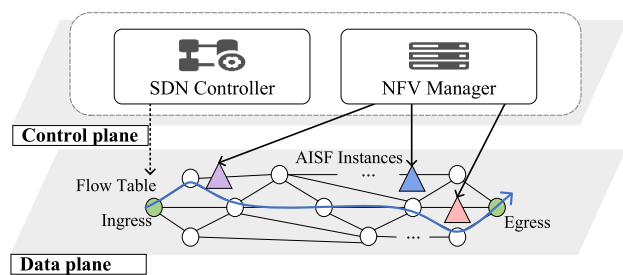 SDN Controller
NFV Manager
Control plane
AISF Instances
...
Flow Table
Ingress
Egress
...
Data plane